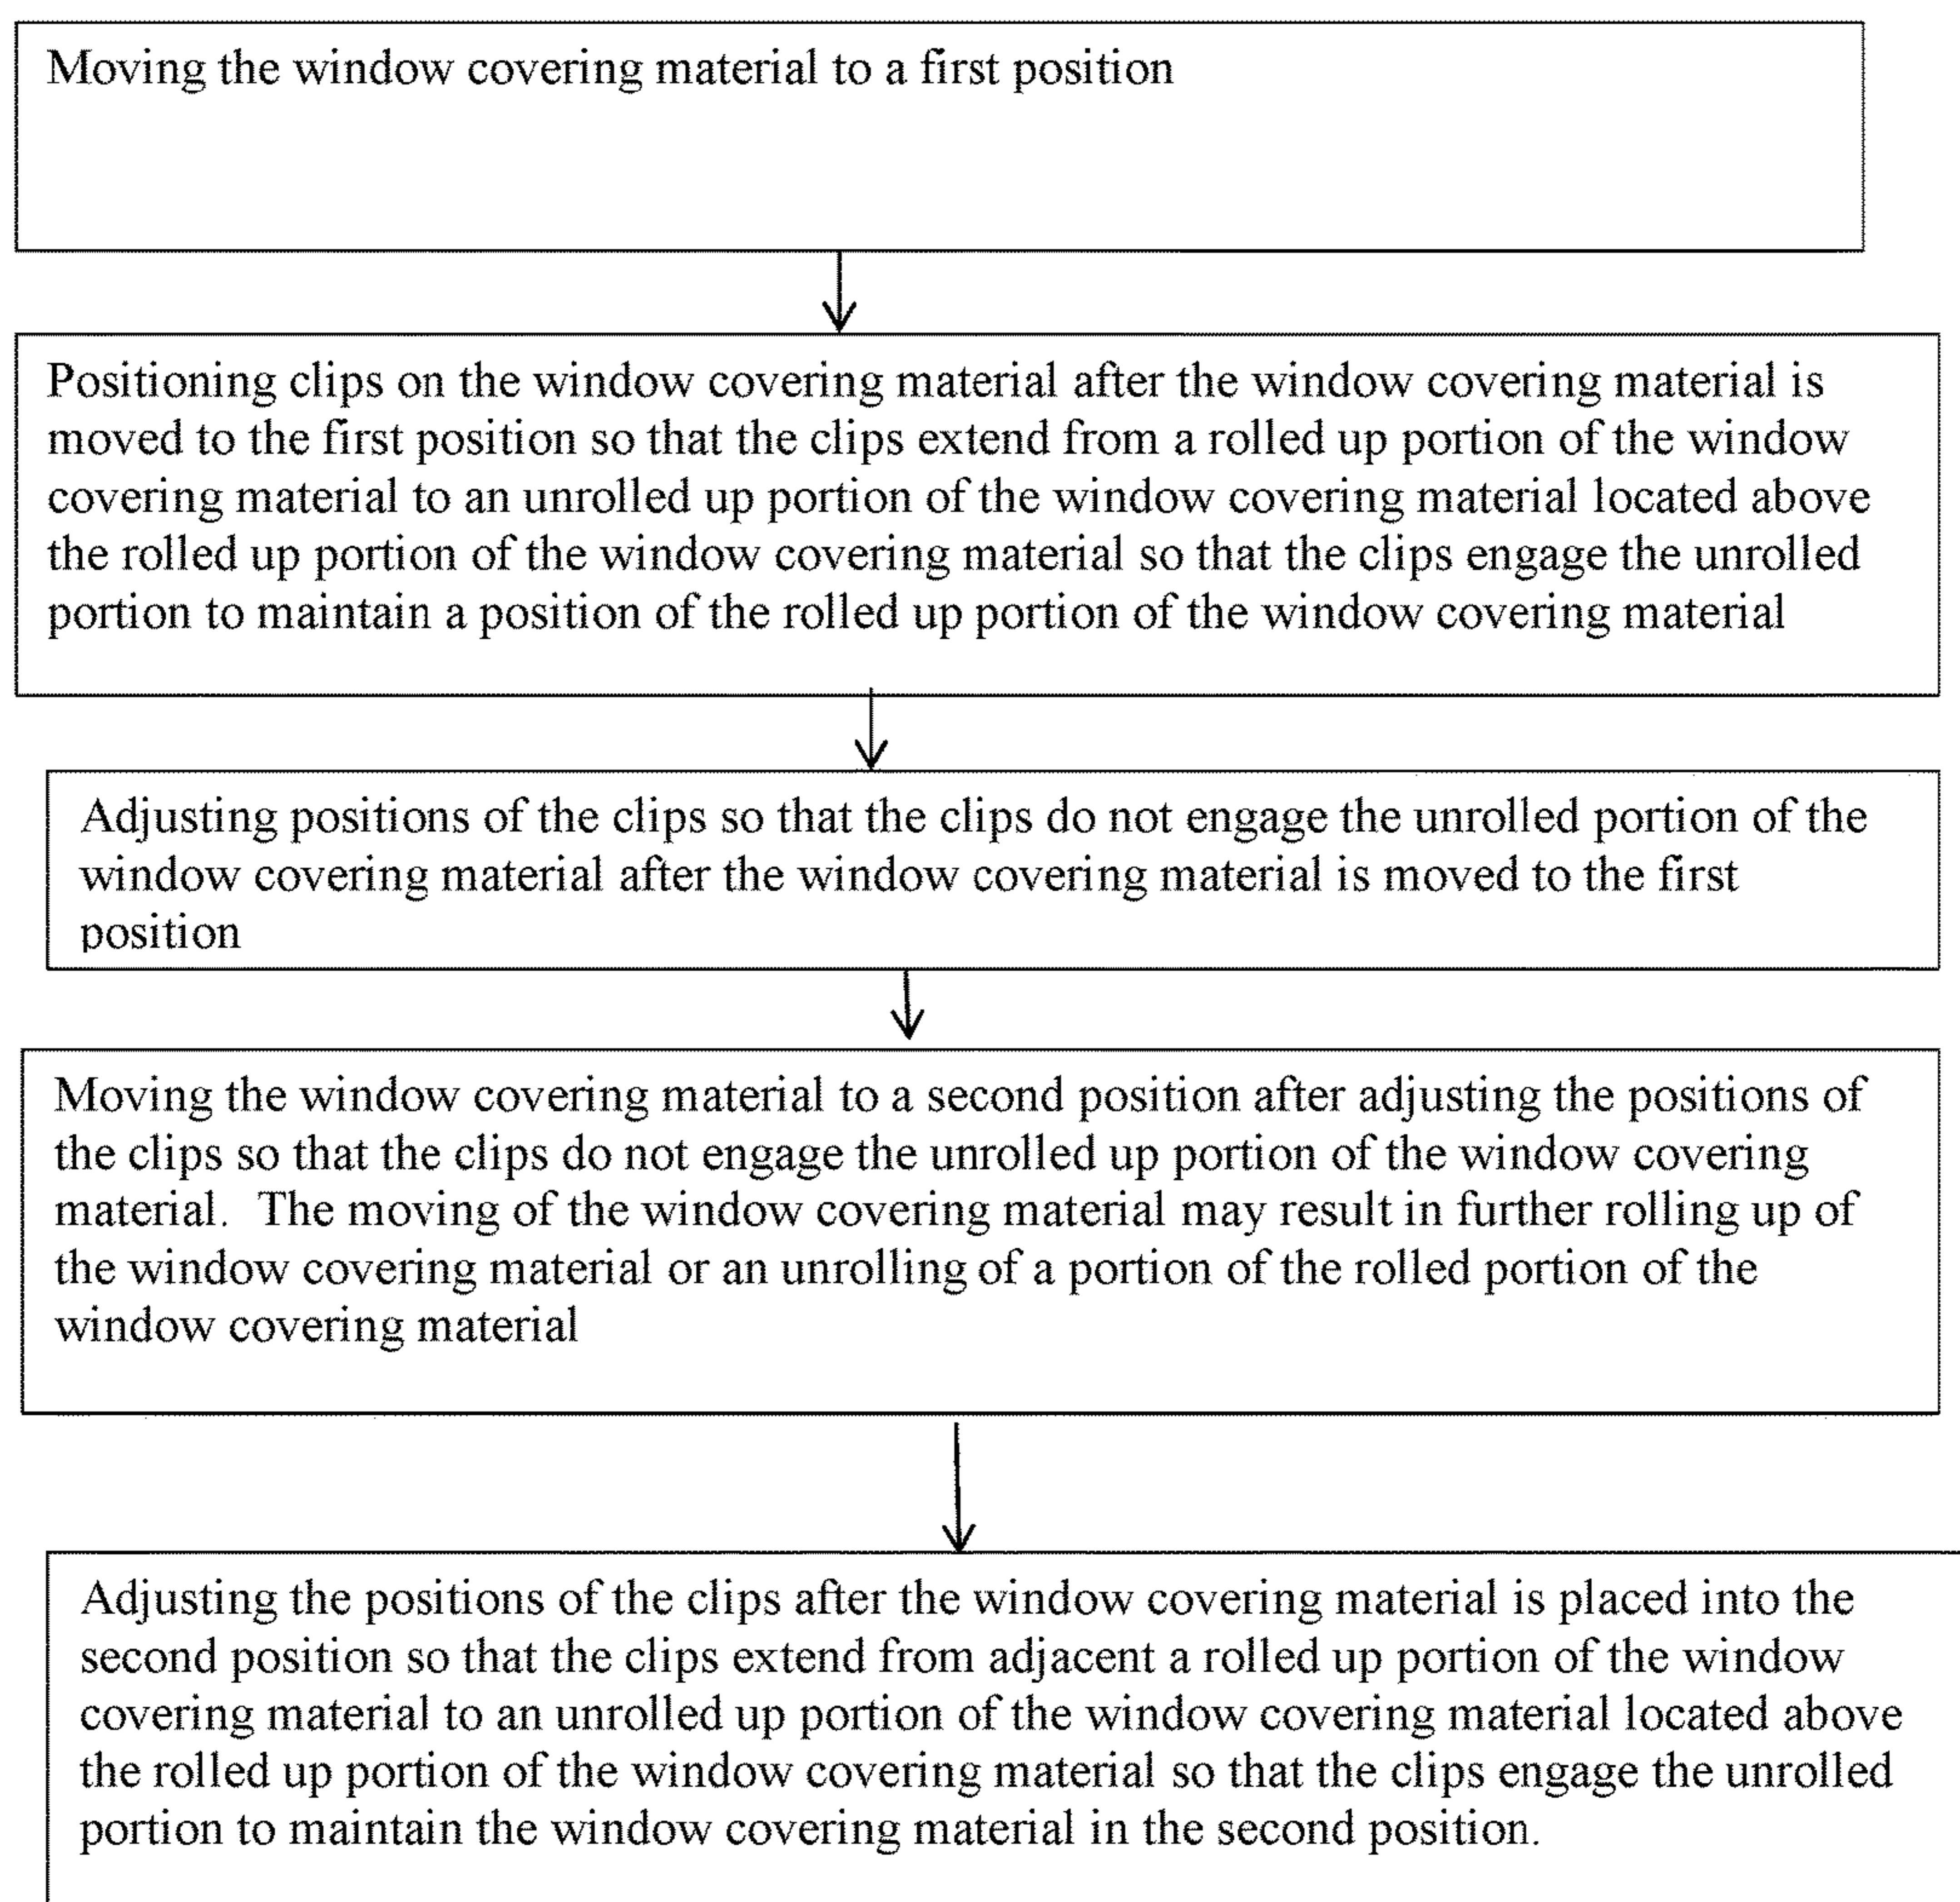 Moving the window covering material to a first position
Positioning clips on the window covering material after the window covering material is
moved to the first position so that the clips extend from a rolled up portion of the window
covering material to an unrolled up portion of the window covering material located above
the rolled up portion of the window covering material so that the clips engage the unrolled
portion to maintain a position of the rolled up portion of the window covering material
Adjusting positions of the clips so that the clips do not engage the unrolled portion of the
window covering material after the window covering material is moved to the first
position
Moving the window covering material to a second position after adjusting the positions of
the clips so that the clips do not engage the unrolled up portion of the window covering
material.  The moving of the window covering material may result in further rolling up of
the window covering material or an unrolling of a portion of the rolled portion of the
window covering material
Adjusting the positions of the clips after the window covering material is placed into the
second position so that the clips extend from adjacent a rolled up portion of the window
covering material to an unrolled up portion of the window covering material located above
the rolled up portion of the window covering material so that the clips engage the unrolled
portion to maintain the window covering material in the second position.